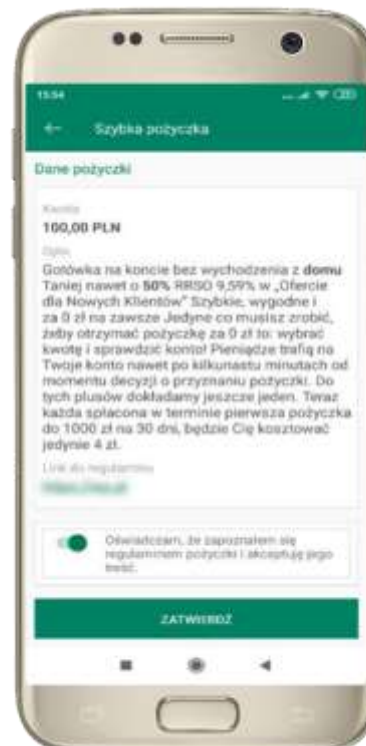 15:54
Szybka pożyczka
Dane pożyczki
Kwota
100,00 PLN
Opis
Gotówka na koncie bez wychodzenia z domu
Taniej nawet o 50% RRSO 9,59% w „Ofercie
dla Nowych Klientów" Szybkie, wygodne i
za 0 zł na zawsze Jedyne co musisz zrobić,
żeby otrzymać pożyczkę za 0 zł to: wybrać
kwotę i sprawdzić konto! Pieniądze trafią na
Twoje konto nawet po kilkunastu minutach od
momentu decyzji o przyznaniu pożyczki. Do
tych plusów dokładamy jeszcze jeden. Teraz
każda spłacona w terminie pierwsza pożyczka
do 1000 zł na 30 dni, będzie Cię kosztować
jedynie 4 zł.
Link do regulaminu
Oświadczam, że zapoznałem się
regulaminem pożyczki i akceptuję jego
treść.
ZATWIERDŹ